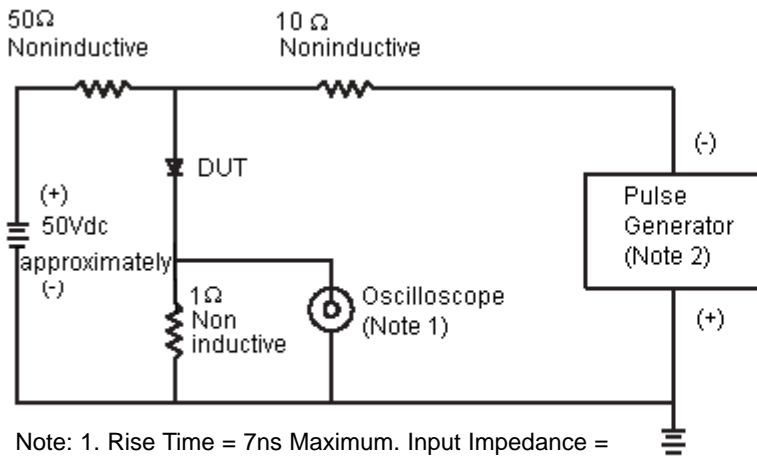 50Ω
Noninductive
10 Ω
Noninductive
DUT
(+)
50Vdc
approximately
(-)
1Ω
Non
inductive
Oscilloscope
(Note 1)
(-)
Pulse
Generator
(Note 2)
(+)
Note: 1. Rise Time = 7ns Maximum. Input Impedance =